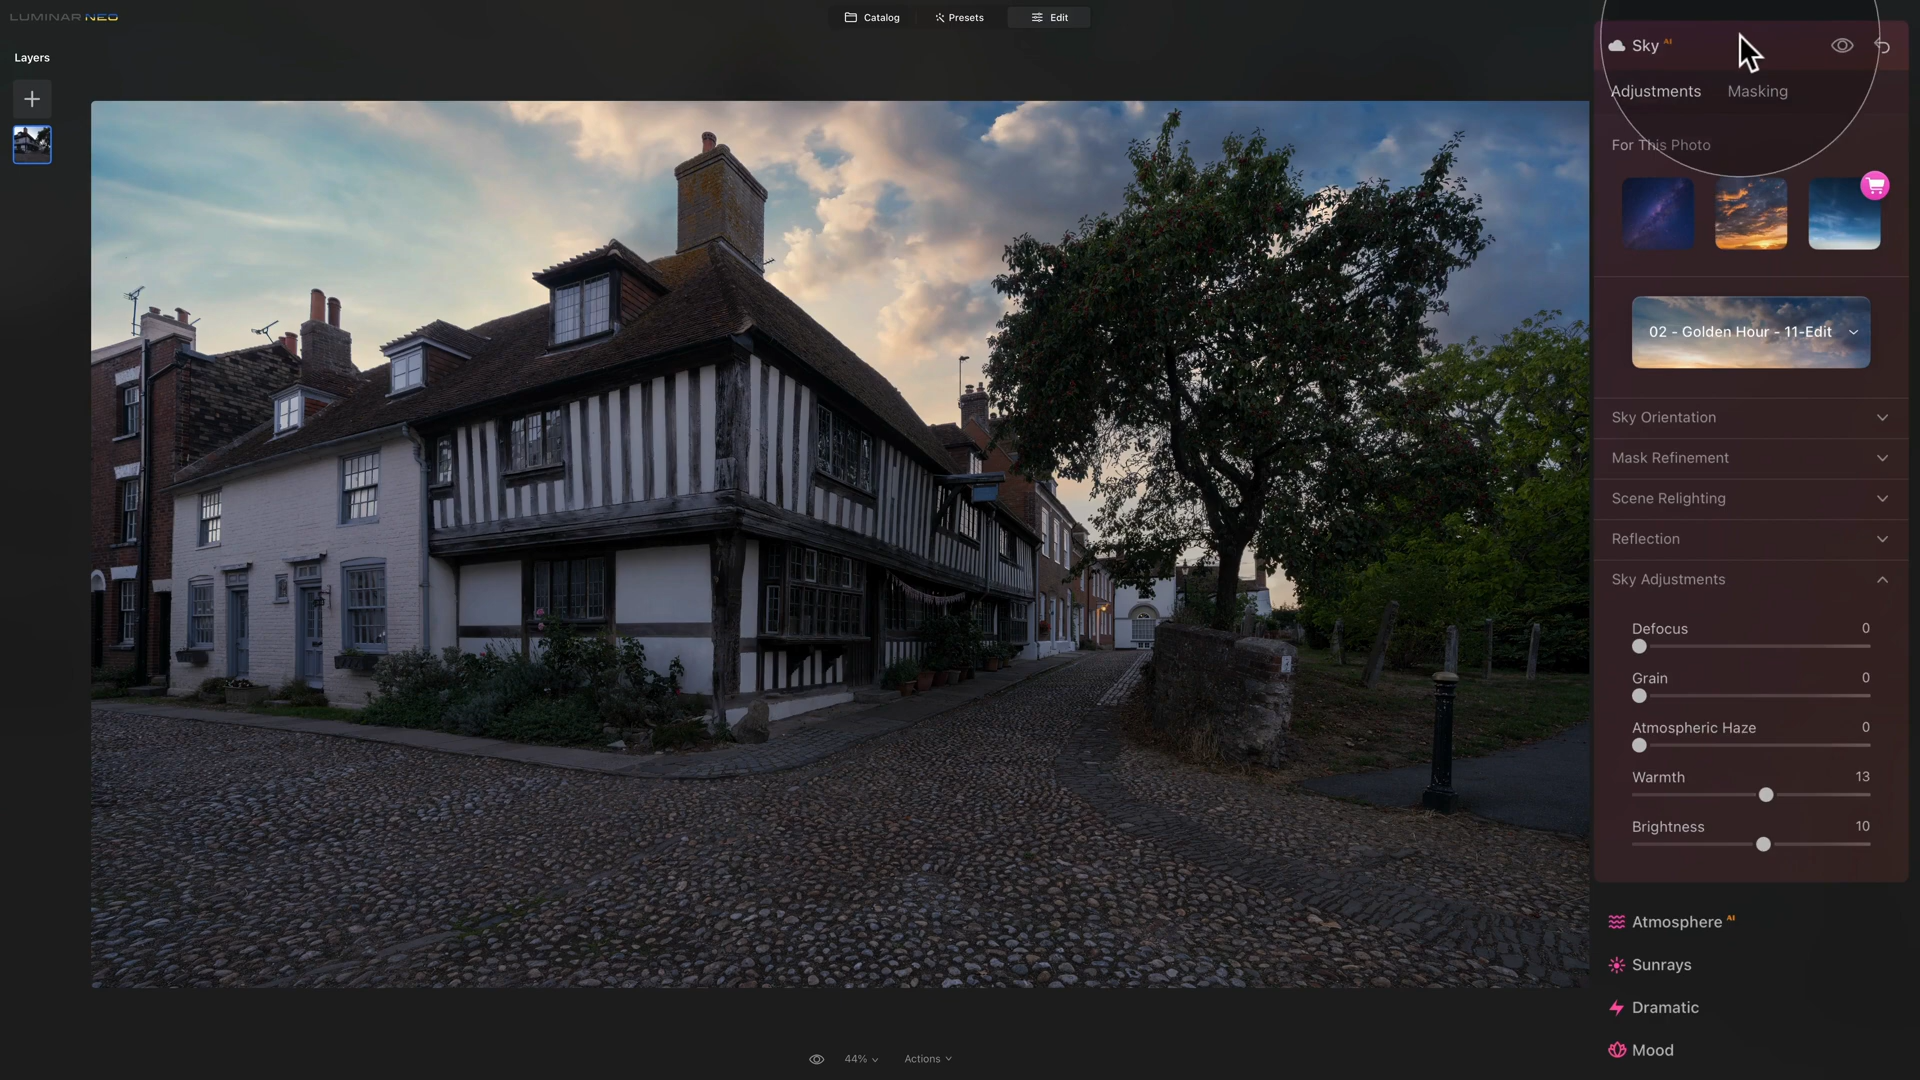 LUMINAR NEO
Catalog
Presets
Edit
Layers
Sky AI
Adjustments
Masking
For This Photo
02 - Golden Hour - 11-Edit
Sky Orientation
Mask Refinement
Scene Relighting
Reflection
Sky Adjustments
Defocus 0
Grain 0
Atmospheric Haze 0
Warmth 13
Brightness 10
Atmosphere AI
Sunrays
Dramatic
Mood
44%
Actions